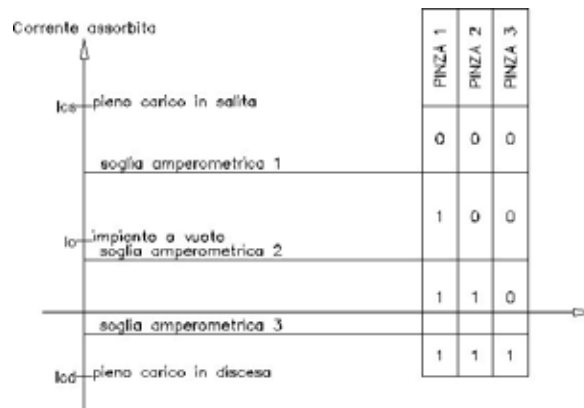 Corrente assorbita
PINZA 1
PINZA 2
PINZA 3
Ics pieno carico in salita
0 0 0
soglia amperometrica 1
1 0 0
Io impianto a vuoto
soglia amperometrica 2
1 1 0
soglia amperometrica 3
1 1 1
Icd pieno carico in discesa